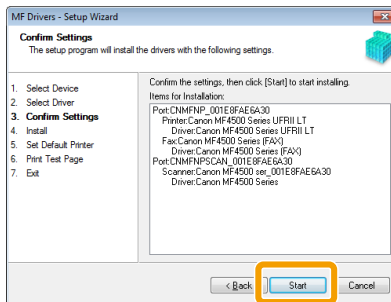 MF Drivers - Setup Wizard
Confirm Settings
The setup program will install the drivers with the following settings.
1. Select Device
2. Select Driver
3. Confirm Settings
4. Install
5. Set Default Printer
6. Print Test Page
7. Exit
Confirm the settings, then click [Start] to start installing.
Items for Installation:
Port:CNMFNP_001E8FAE6A30
Printer:Canon MF4500 Series UFRII LT
Driver:Canon MF4500 Series UFRII LT
Fax:Canon MF4500 Series (FAX)
Driver:Canon MF4500 Series (FAX)
Port:CNMFNPSCAN_001E8FAE6A30
Scanner:Canon MF4500 ser_001E8FAE6A30
Driver:Canon MF4500 Series
< Back
Start
Cancel